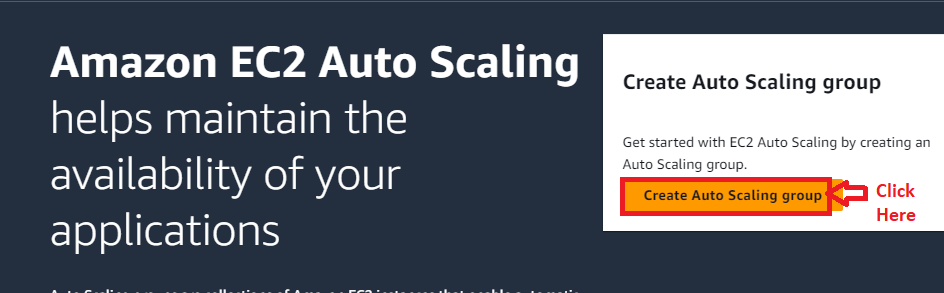 Amazon EC2 Auto Scaling
helps maintain the
availability of your
applications
Create Auto Scaling group
Get started with EC2 Auto Scaling by creating an
Auto Scaling group.
Create Auto Scaling group
Click
Here